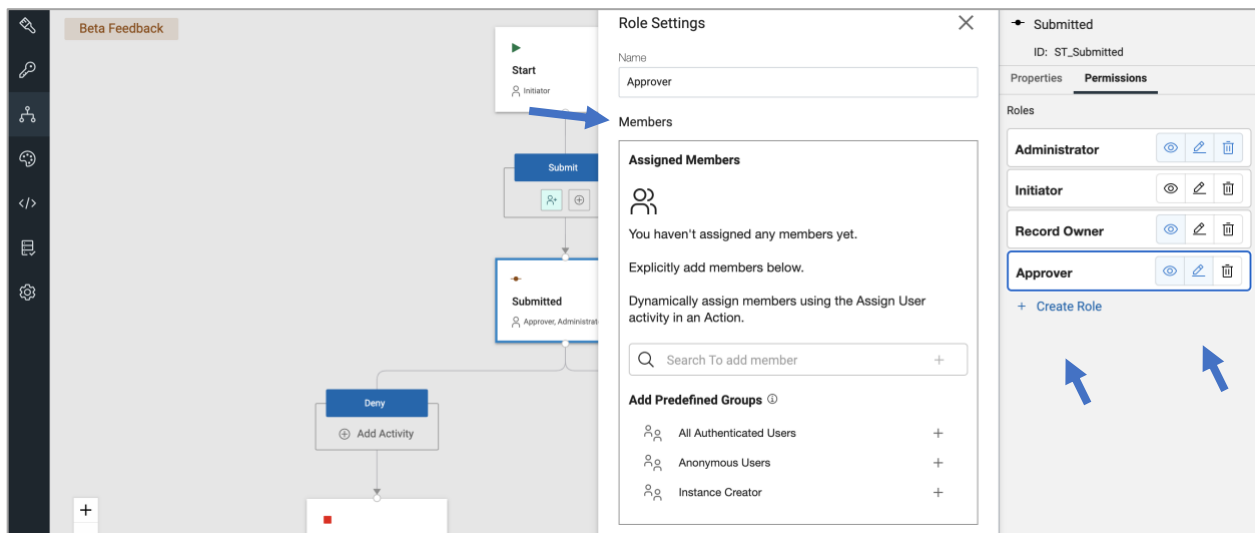 Beta Feedback
Start
Initiator
Submit
Submitted
Approver, Administrat
Deny
Add Activity
+
Role Settings
Name
Approver
Members
Assigned Members
You haven't assigned any members yet.
Explicitly add members below.
Dynamically assign members using the Assign User
activity in an Action.
Search To add member
Add Predefined Groups
All Authenticated Users
Anonymous Users
Instance Creator
Submitted
ID: ST_Submitted
Properties Permissions
Roles
Administrator
Initiator
Record Owner
Approver
+ Create Role